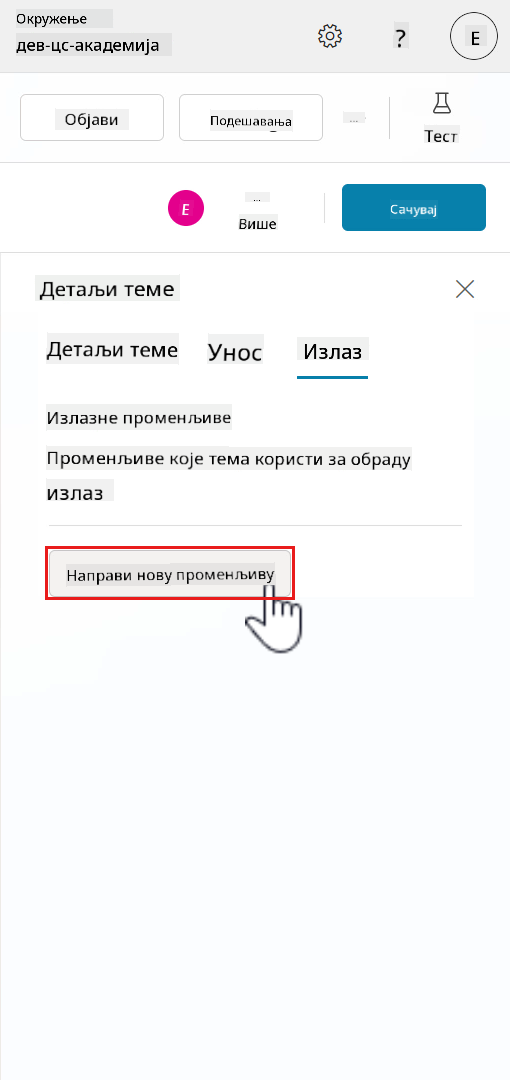 Окружење
дев-цс-академија
?
Е
Објави
Подешавања
...
Тест
Е
...
Више
Сачувај
Детаљи теме
Детаљи теме
Унос
Излаз
Излазне променљиве
Променљиве које тема користи за обраду
излаз
Направи нову променљиву